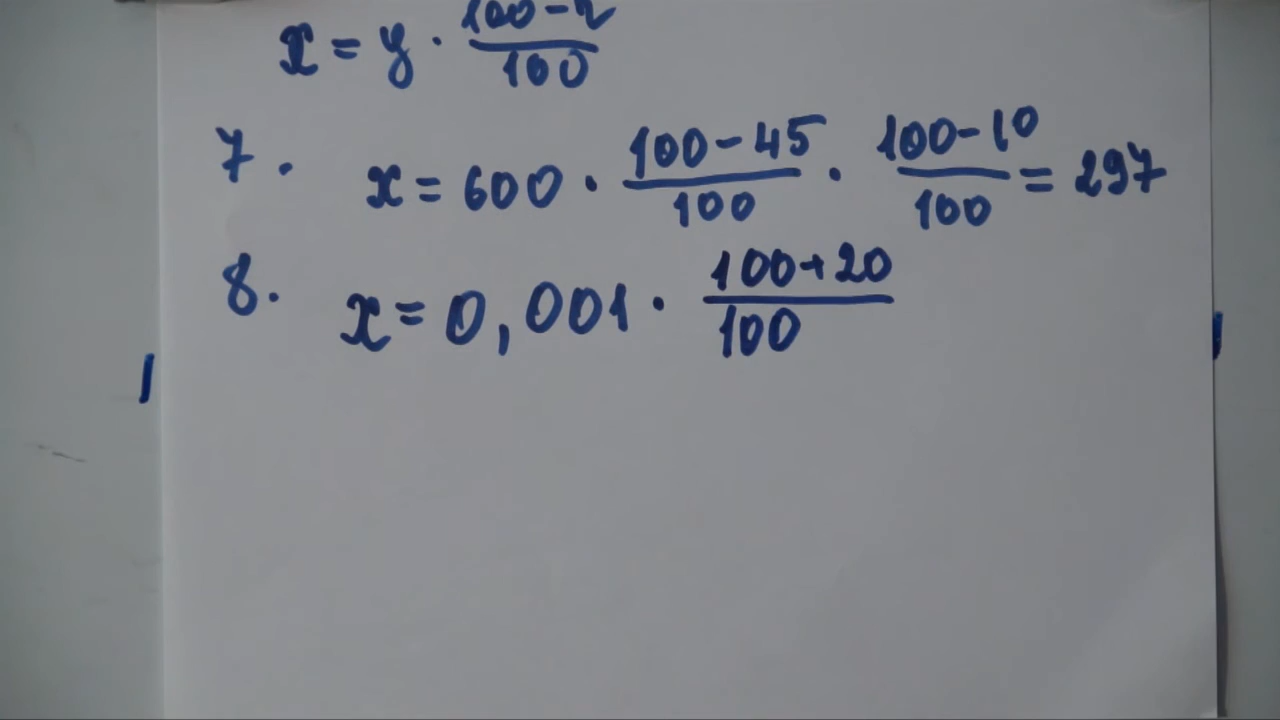 x = y · (100 - r)/100
7. x = 600 · (100 - 45)/100 · (100 - 10)/100 = 297
8. x = 0,001 · (100 + 20)/100